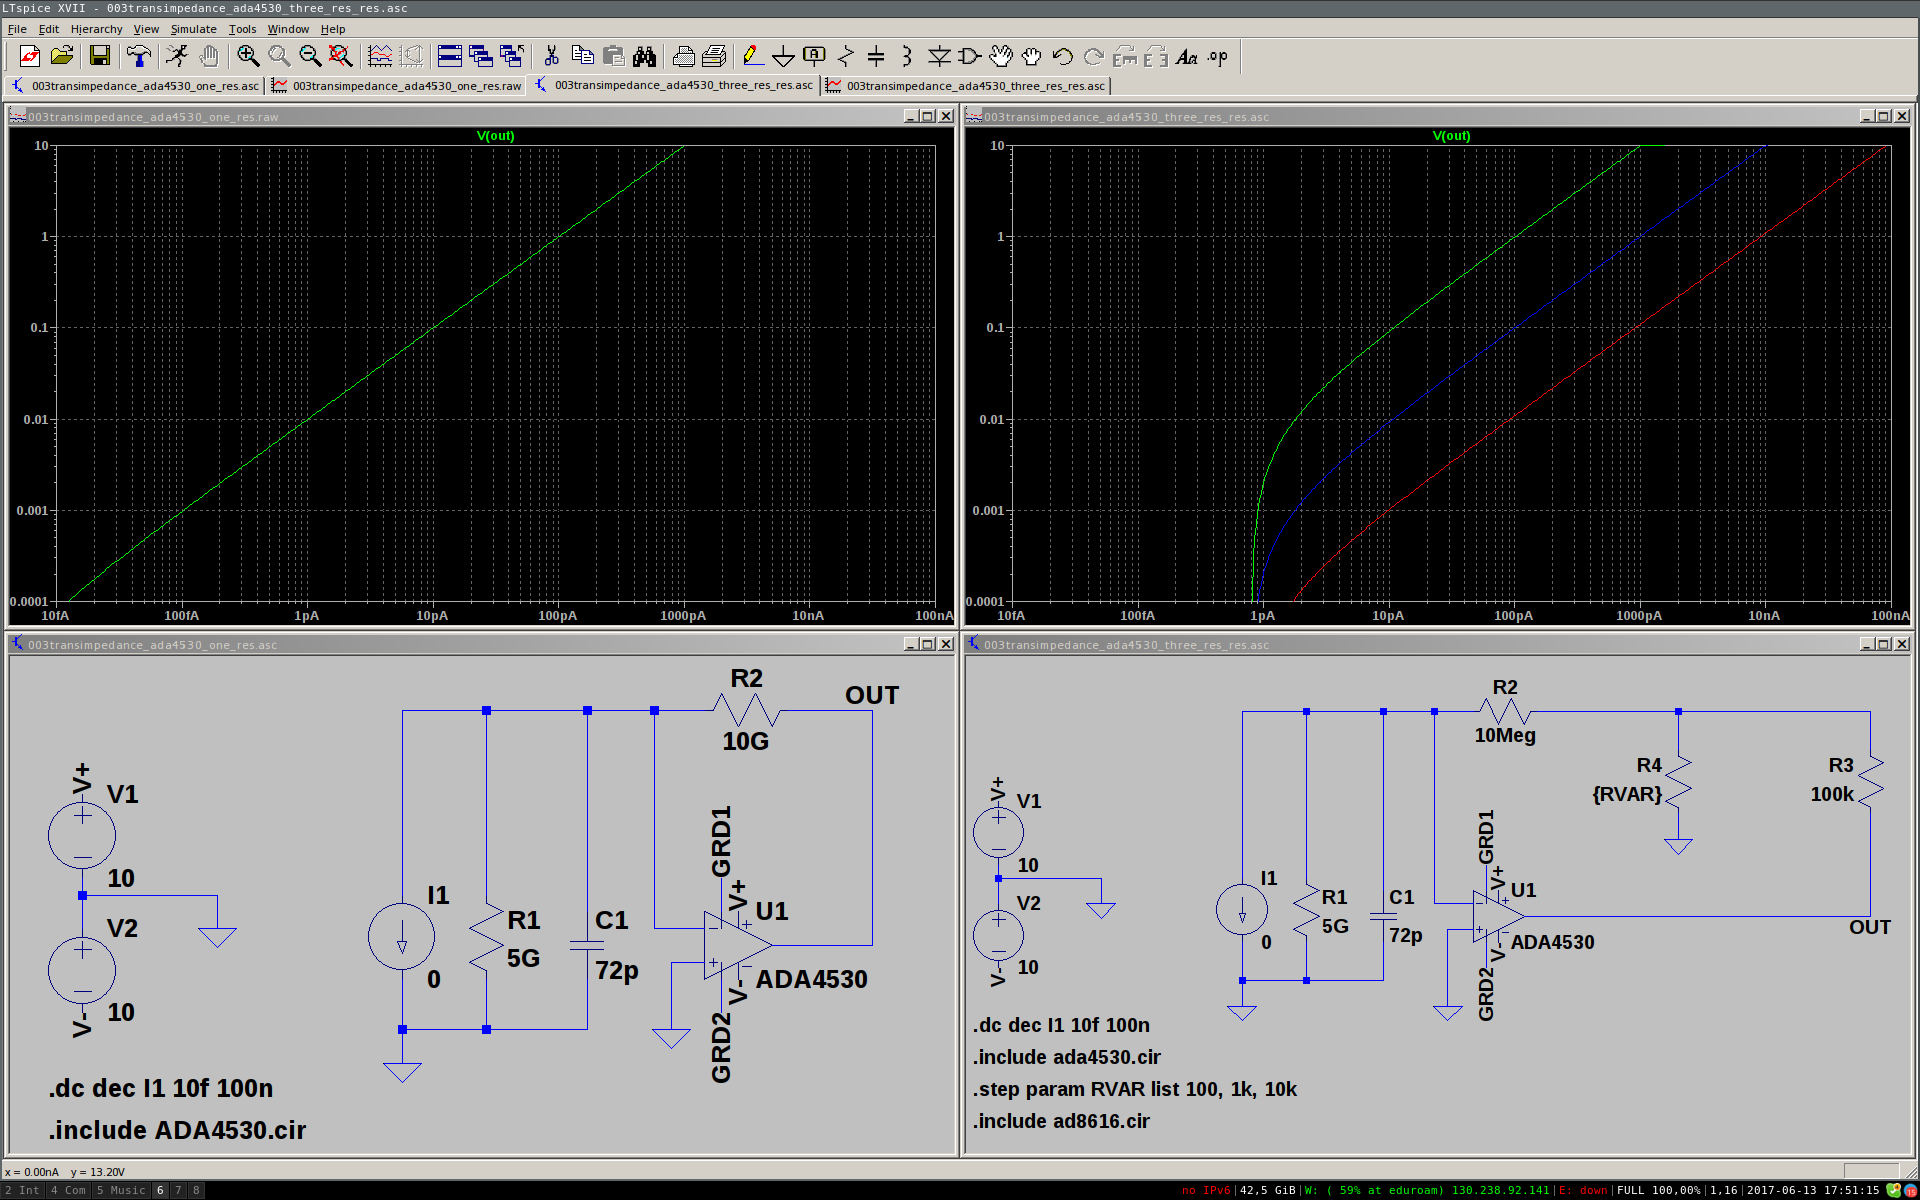 LTspice XVII - 003transimpedance_ada4530_three_res_res.asc
File Edit Hierarchy View Simulate Tools Window Help
003transimpedance_ada4530_one_res.asc 003transimpedance_ada4530_one_res.raw 003transimpedance_ada4530_three_res_res.asc 003transimpedance_ada4530_three_res_res.asc
003transimpedance_ada4530_one_res.raw
V(out)
10
1
0.1
0.01
0.001
0.0001
10fA 100fA 1pA 10pA 100pA 1000pA 10nA 100nA
003transimpedance_ada4530_three_res_res.asc
V(out)
10
1
0.1
0.01
0.001
0.0001
10fA 100fA 1pA 10pA 100pA 1000pA 10nA 100nA
003transimpedance_ada4530_one_res.asc
R2
OUT
10G
V+
V1
10
V2
10
V-
I1
0
R1
5G
C1
72p
GRD1
V+
U1
ADA4530
V-
GRD2
.dc dec I1 10f 100n
.include ADA4530.cir
003transimpedance_ada4530_three_res_res.asc
R2
10Meg
R4
{RVAR}
R3
100k
V+
V1
10
V2
10
V-
I1
0
R1
5G
C1
72p
GRD1
V+
U1
ADA4530
V-
GRD2
OUT
.dc dec I1 10f 100n
.include ada4530.cir
.step param RVAR list 100, 1k, 10k
.include ad8616.cir
x = 0.00nA y = 13.20V
2 Int 4 Com 5 Music 6 7 8
no IPv6|42,5 GiB|W: ( 59% at eduroam) 130.238.92.141|E: down|FULL 100,00%|1,16|2017-06-13 17:51:15